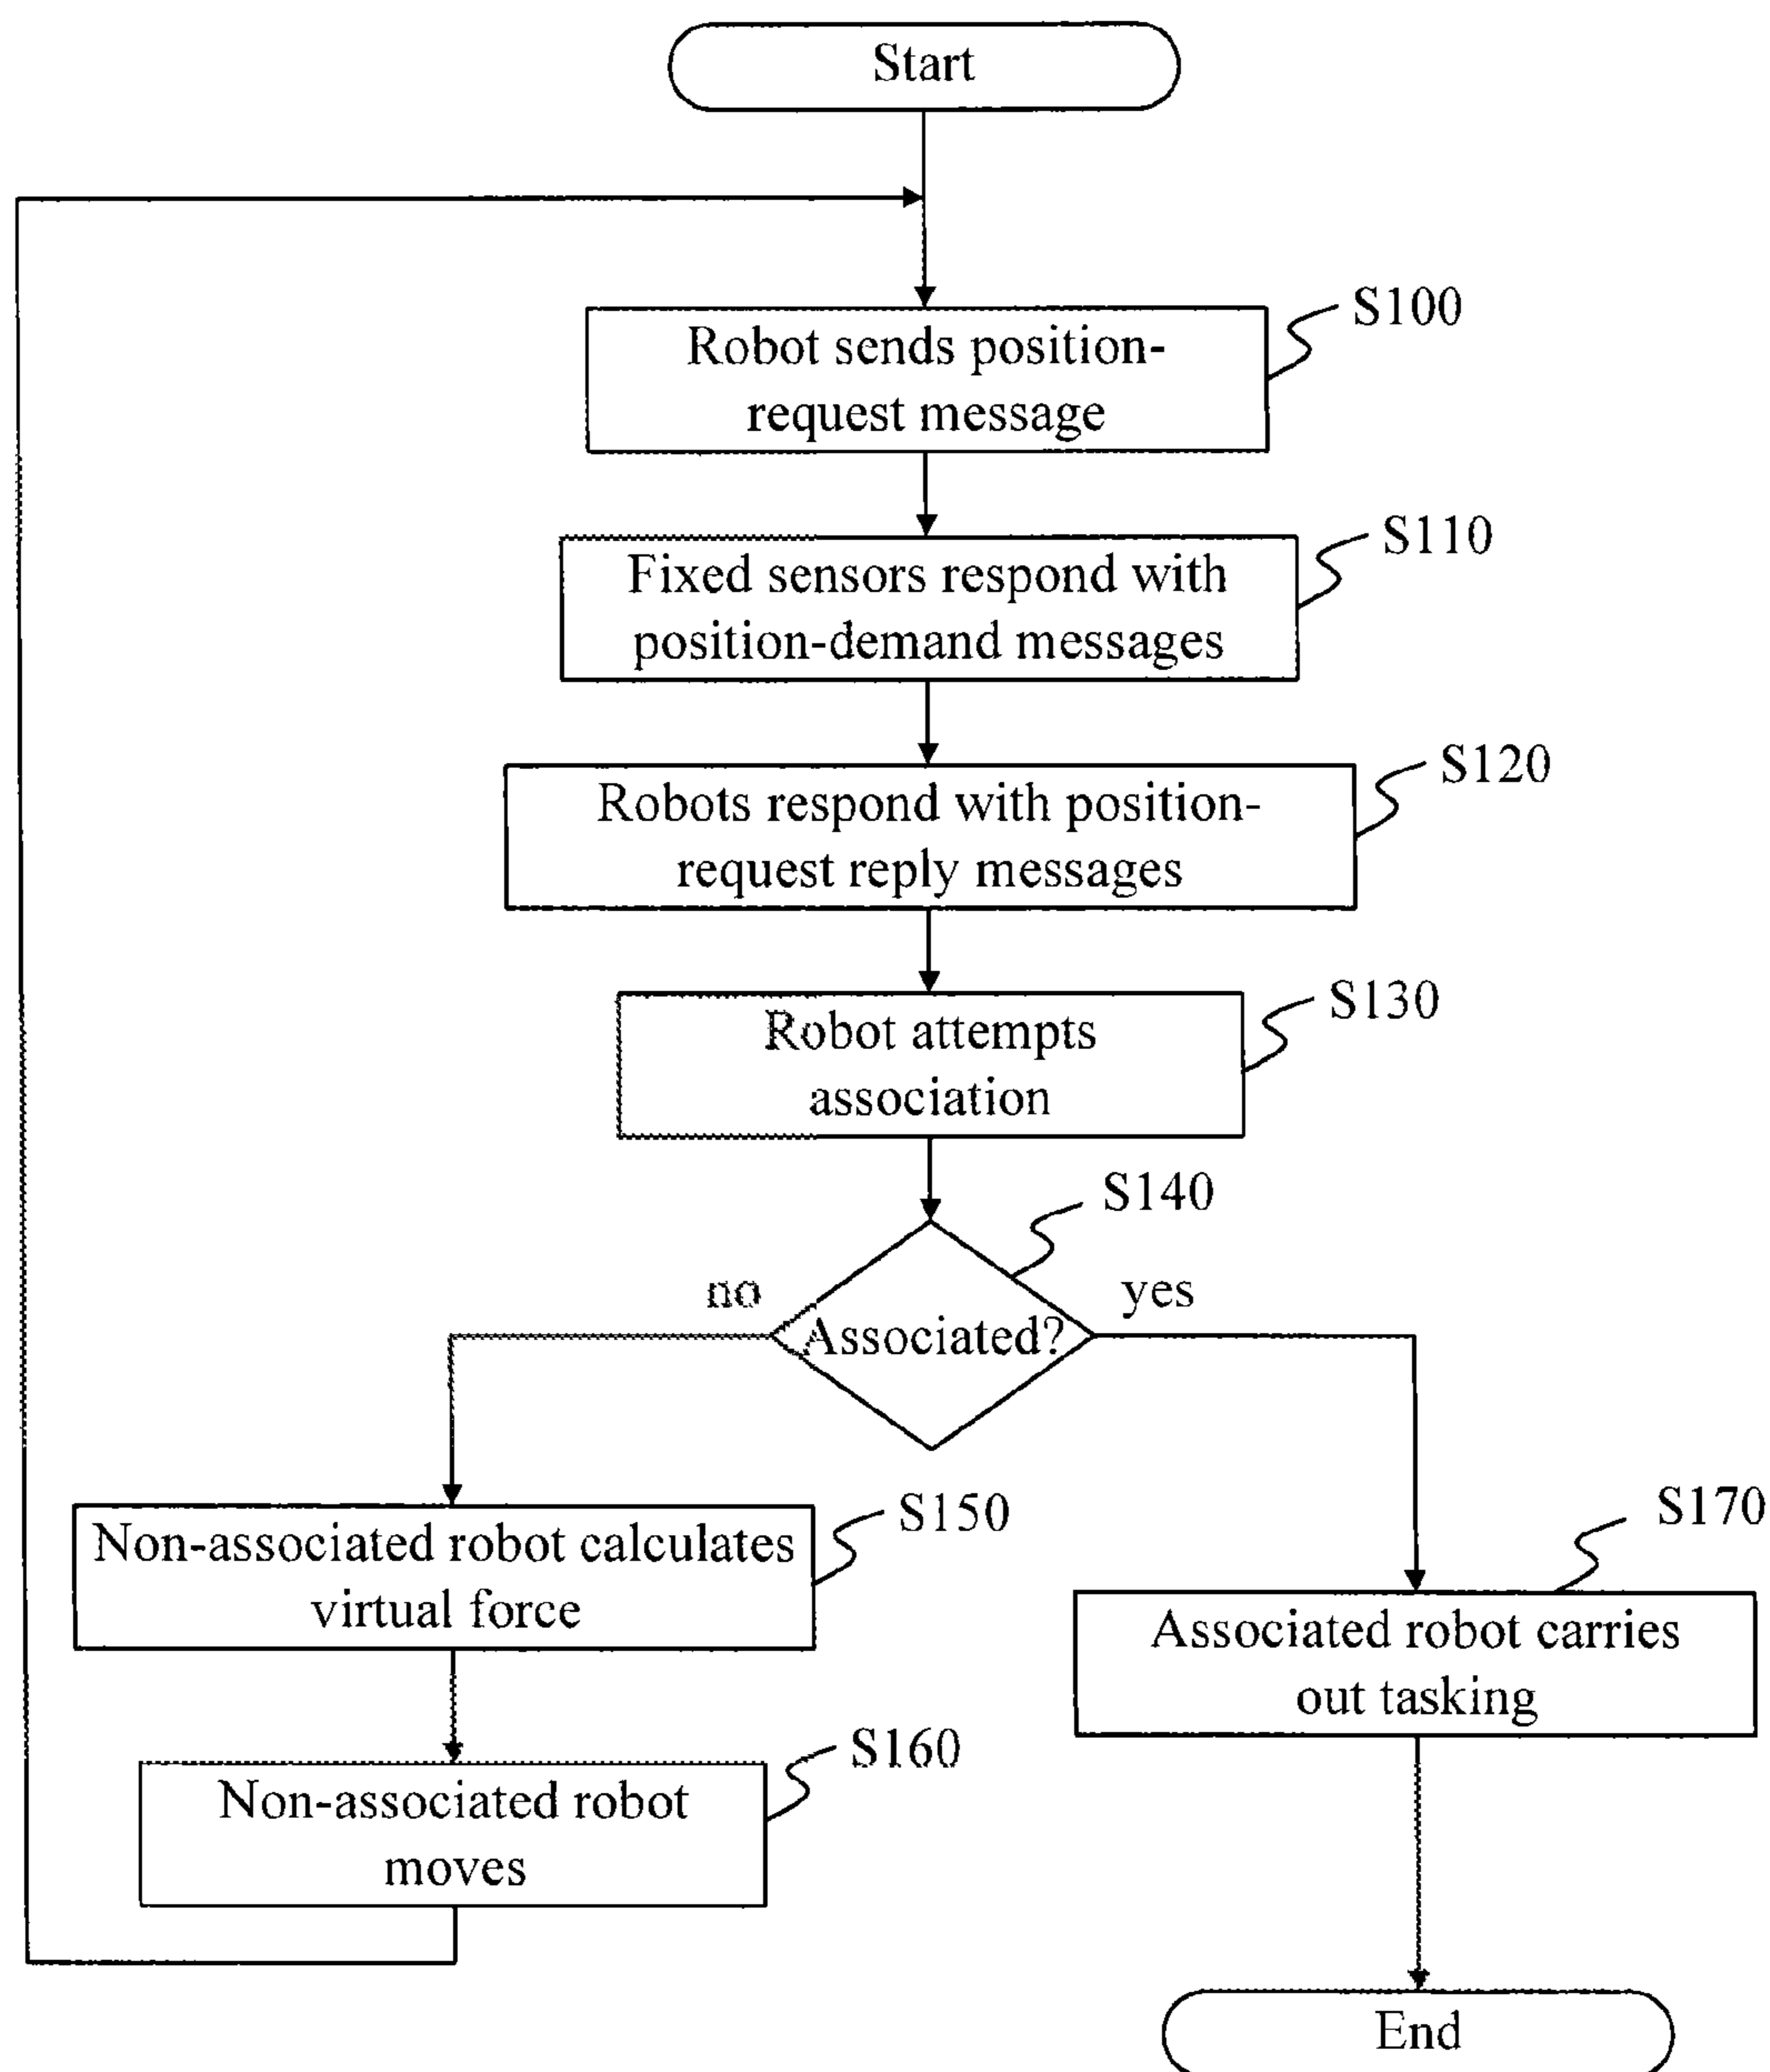 Start
S100
Robot sends position-
request message
S110
Fixed sensors respond with
position-demand messages
S120
Robots respond with position-
request reply messages
S130
Robot attempts
association
S140
no
yes
Associated?
S150
Non-associated robot calculates
virtual force
S170
Associated robot carries
out tasking
S160
Non-associated robot
moves
End